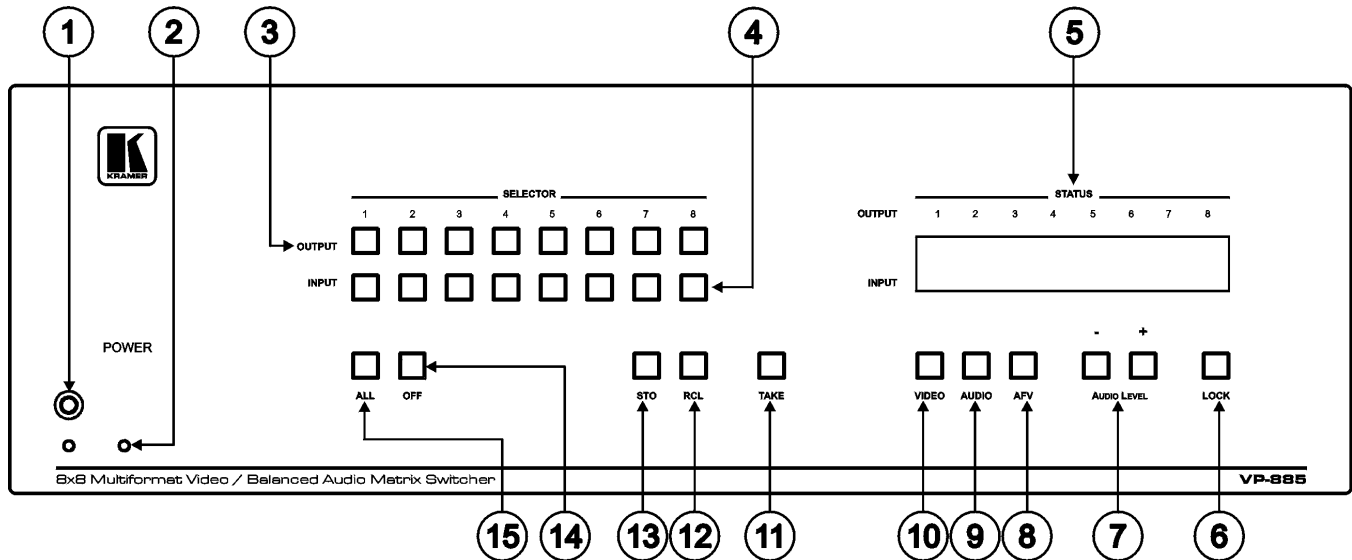 1 2 3 4 5
K
KRAMER
SELECTOR STATUS
1 2 3 4 5 6 7 8 OUTPUT 1 2 3 4 5 6 7 8
OUTPUT
INPUT INPUT
- +
POWER
ALL OFF STO RCL TAKE VIDEO AUDIO AFV AUDIO LEVEL LOCK
8x8 Multiformat Video / Balanced Audio Matrix Switcher VP-885
15 14 13 12 11 10 9 8 7 6